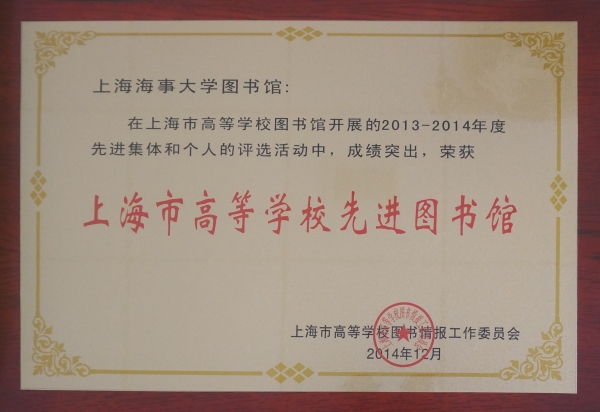 上海海事大学图书馆：
在上海市高等学校图书馆开展的2013-2014年度
先进集体和个人的评选活动中，成绩突出，荣获
上海市高等学校先进图书馆
上海市高等学校图书情报工作委员会
2014年12月